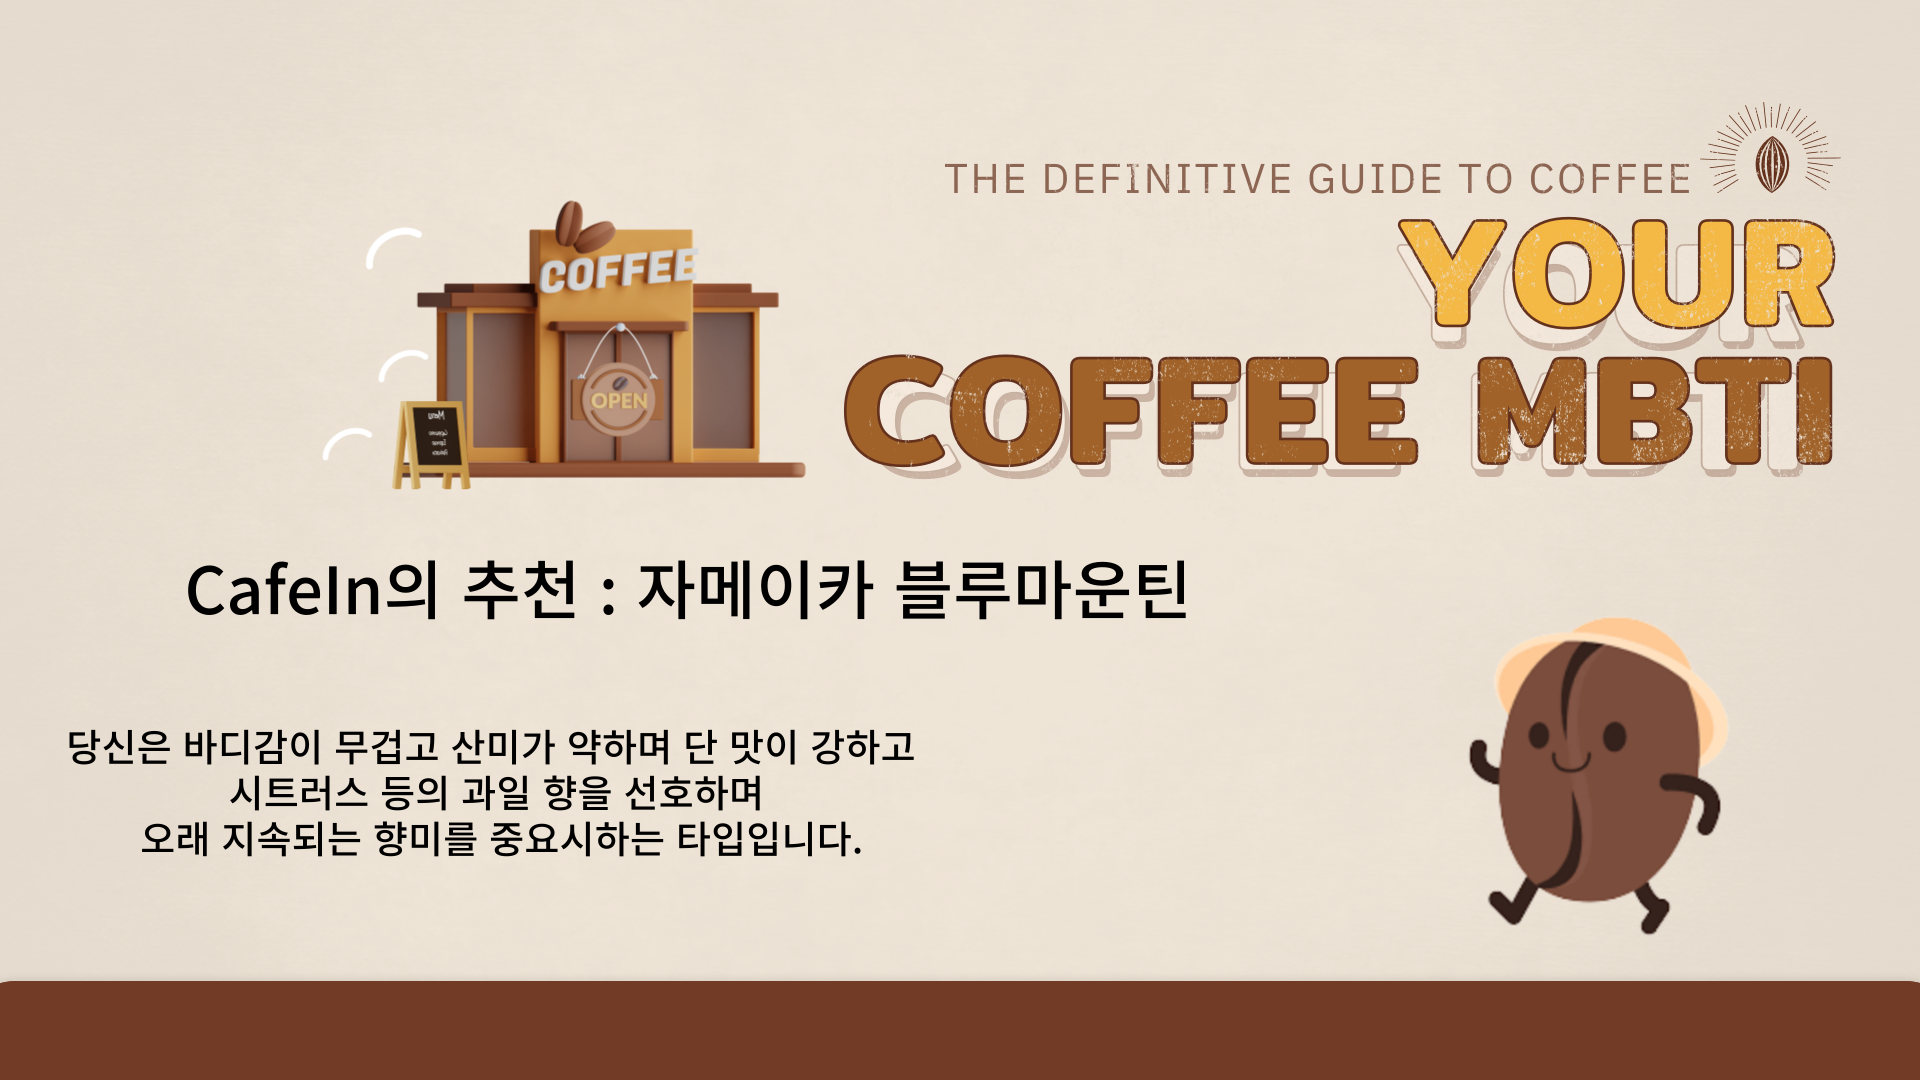 THE DEFINITIVE GUIDE TO COFFEE
YOUR
COFFEE MBTI
COFFEE
OPEN
Menu
CafeIn의 추천 : 자메이카 블루마운틴
당신은 바디감이 무겁고 산미가 약하며 단 맛이 강하고
시트러스 등의 과일 향을 선호하며
오래 지속되는 향미를 중요시하는 타입입니다.